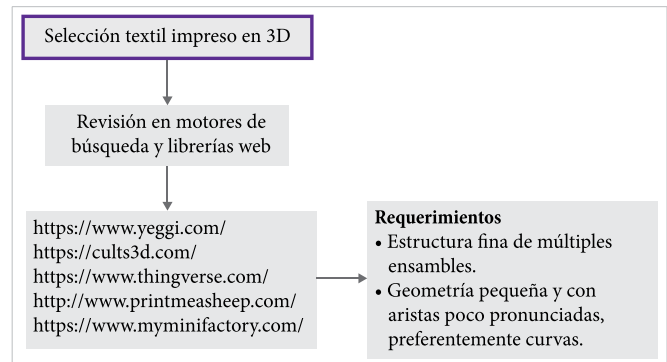 Selección textil impreso en 3D
Revisión en motores de
búsqueda y librerías web
https://www.yeggi.com/
https://cults3d.com/
https://www.thingverse.com/
http://www.printmeasheep.com/
https://www.myminifactory.com/
Requerimientos
• Estructura fina de múltiples
ensambles.
• Geometría pequeña y con
aristas poco pronunciadas,
preferentemente curvas.